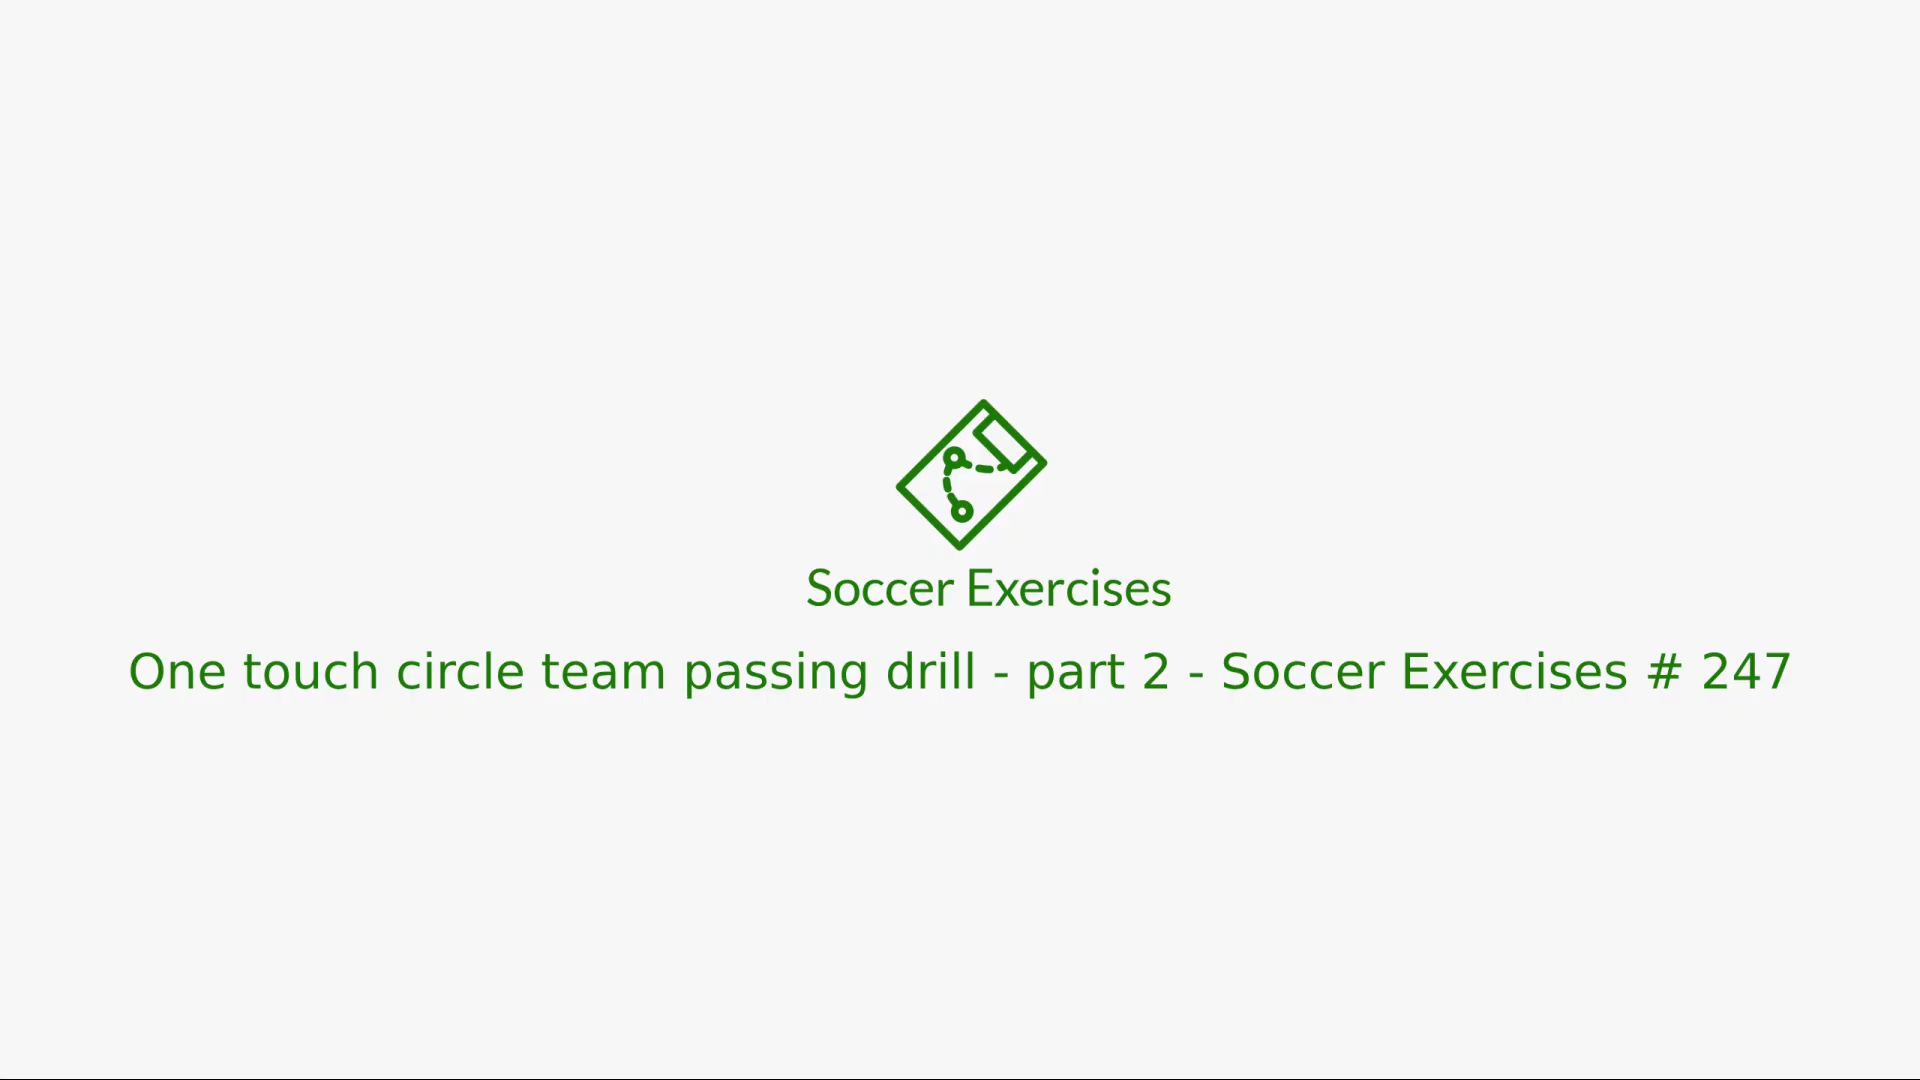 Soccer Exercises
One touch circle team passing drill - part 2 - Soccer Exercises # 247